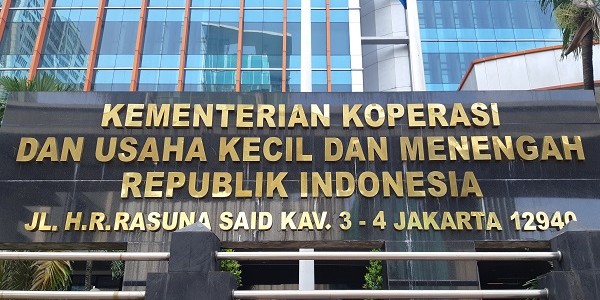 KEMENTERIAN KOPERASI
DAN USAHA KECIL DAN MENENGAH
REPUBLIK INDONESIA
JL. H.R.RASUNA SAID KAV. 3 - 4 JAKARTA 12940